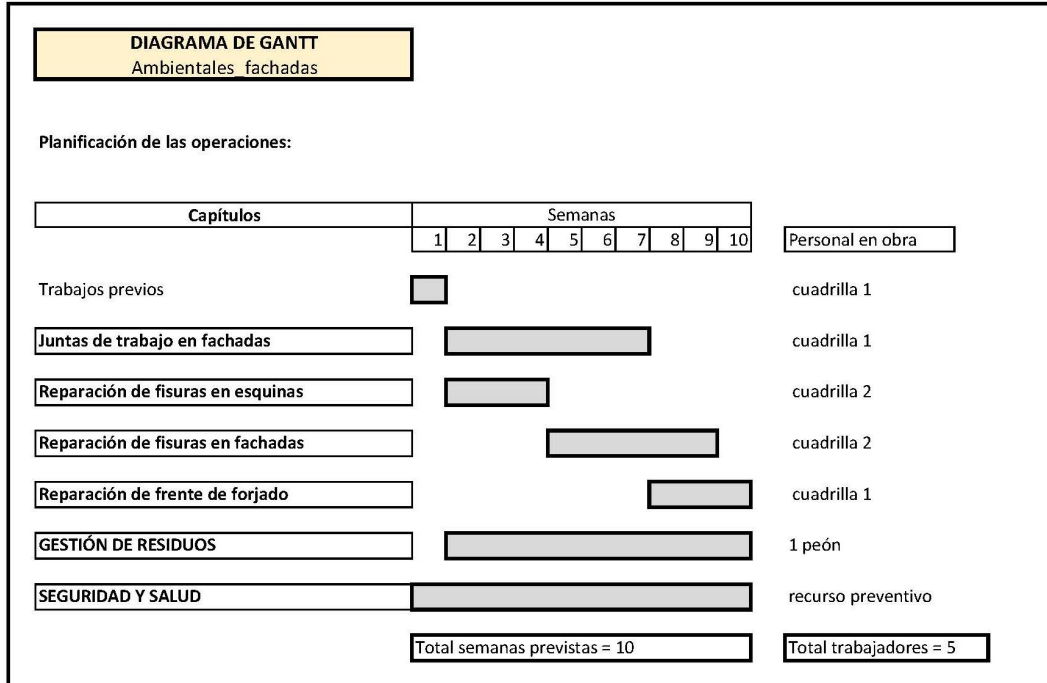 DIAGRAMA DE GANTT
Ambientales_fachadas
Planificación de las operaciones:
Capítulos Semanas
1 2 3 4 5 6 7 8 9 10 Personal en obra
Trabajos previos cuadrilla 1
Juntas de trabajo en fachadas cuadrilla 1
Reparación de fisuras en esquinas cuadrilla 2
Reparación de fisuras en fachadas cuadrilla 2
Reparación de frente de forjado cuadrilla 1
GESTIÓN DE RESIDUOS 1 peón
SEGURIDAD Y SALUD recurso preventivo
Total semanas previstas = 10 Total trabajadores = 5